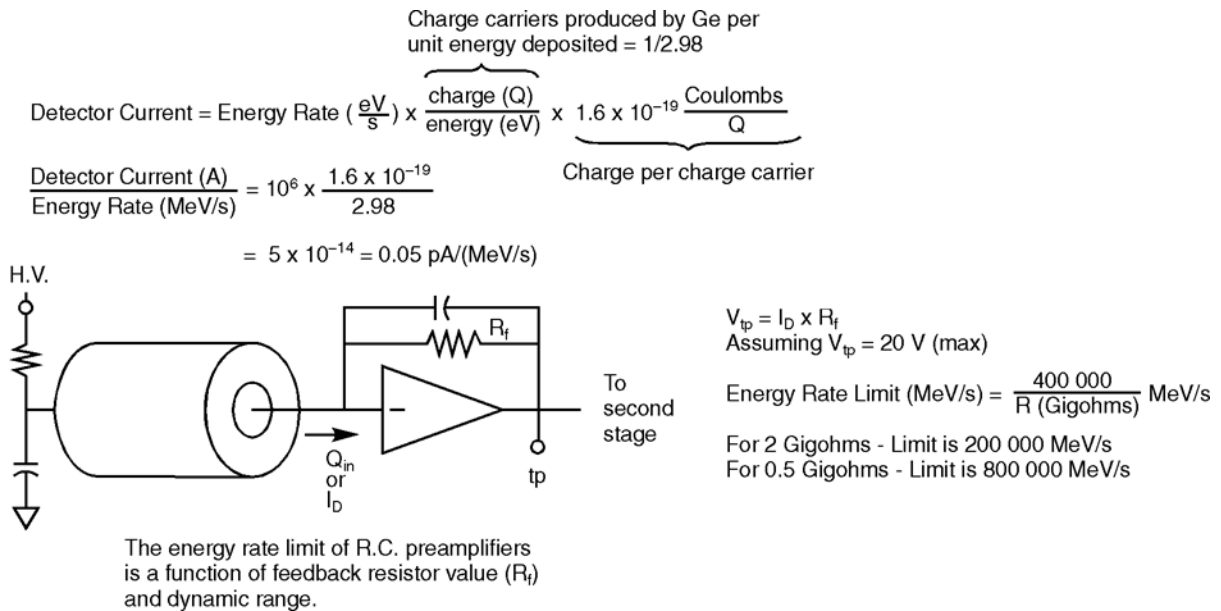 Charge carriers produced by Ge per
unit energy deposited = 1/2.98
Detector Current = Energy Rate (eV/s) x charge (Q)/energy (eV) x 1.6 x 10⁻¹⁹ Coulombs/Q
Charge per charge carrier
Detector Current (A)/Energy Rate (MeV/s) = 10⁶ x 1.6 x 10⁻¹⁹/2.98
= 5 x 10⁻¹⁴ = 0.05 pA/(MeV/s)
H.V.
R_f
Q_in
or
I_D
tp
To
second
stage
V_tp = I_D x R_f
Assuming V_tp = 20 V (max)
Energy Rate Limit (MeV/s) = 400 000/R (Gigohms) MeV/s
For 2 Gigohms - Limit is 200 000 MeV/s
For 0.5 Gigohms - Limit is 800 000 MeV/s
The energy rate limit of R.C. preamplifiers
is a function of feedback resistor value (R_f)
and dynamic range.